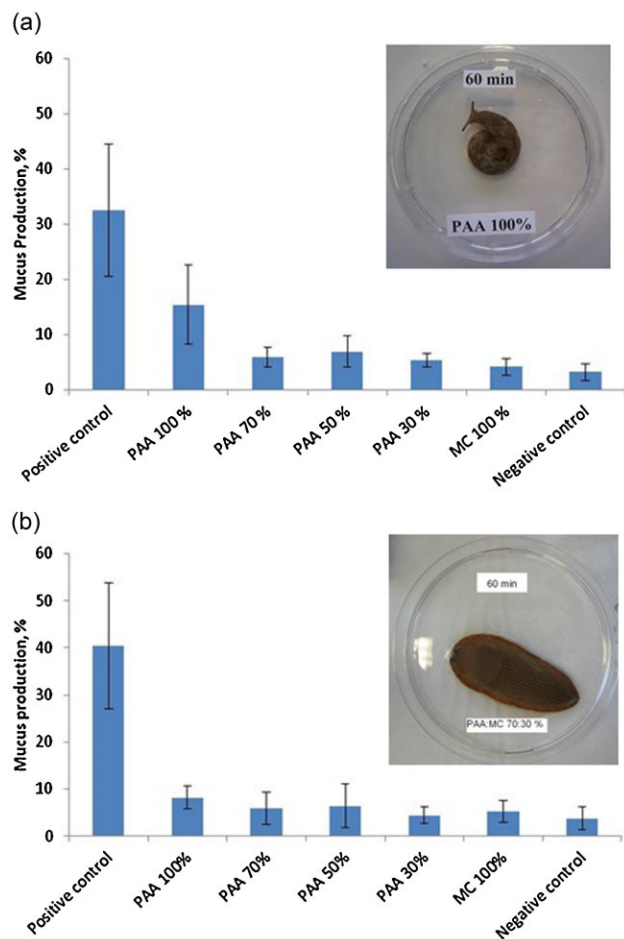 (a)
Mucus Production, %
60
50
40
30
20
10
0
Positive control
PAA 100 %
PAA 70 %
PAA 50 %
PAA 30 %
MC 100 %
Negative control
60 min
PAA 100%
(b)
Mucus production, %
60
50
40
30
20
10
0
Positive control
PAA 100%
PAA 70%
PAA 50%
PAA 30%
MC 100%
Negative control
60 min
PAA:MC 70:30 %